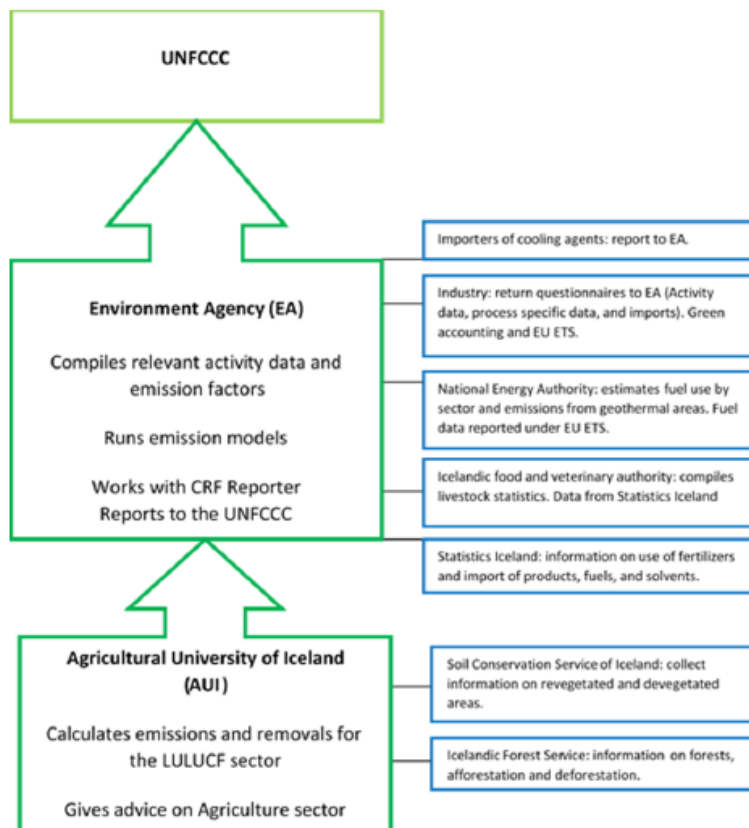 UNFCCC
Environment Agency (EA)
Compiles relevant activity data and
emission factors
Runs emission models
Works with CRF Reporter
Reports to the UNFCCC
Importers of cooling agents: report to EA.
Industry: return questionnaires to EA (Activity
data, process specific data, and imports). Green
accounting and EU ETS.
National Energy Authority: estimates fuel use by
sector and emissions from geothermal areas. Fuel
data reported under EU ETS.
Icelandic food and veterinary authority: compiles
livestock statistics. Data from Statistics Iceland
Statistics Iceland: information on use of fertilizers
and import of products, fuels, and solvents.
Agricultural University of Iceland
(AUI)
Calculates emissions and removals for
the LULUCF sector
Gives advice on Agriculture sector
Soil Conservation Service of Iceland: collect
information on revegetated and devegetated
areas.
Icelandic Forest Service: information on forests,
afforestation and deforestation.